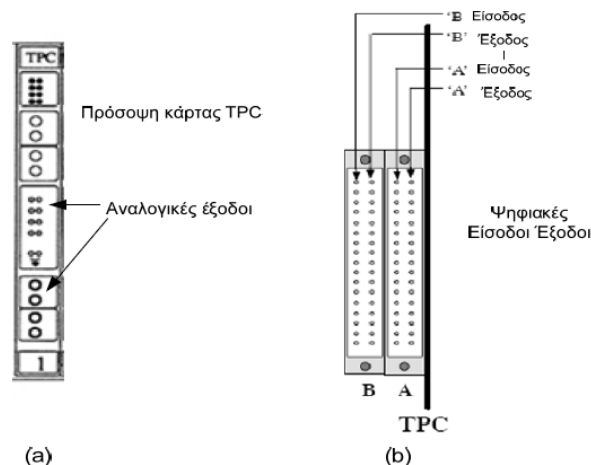 TPC
Πρόσοψη κάρτας TPC
Αναλογικές έξοδοι
1
(a)
'B Είσοδος
'B' Έξοδος
'A' Είσοδος
'A' Έξοδος
Ψηφιακές
Είσοδοι Έξοδοι
B A
TPC
(b)